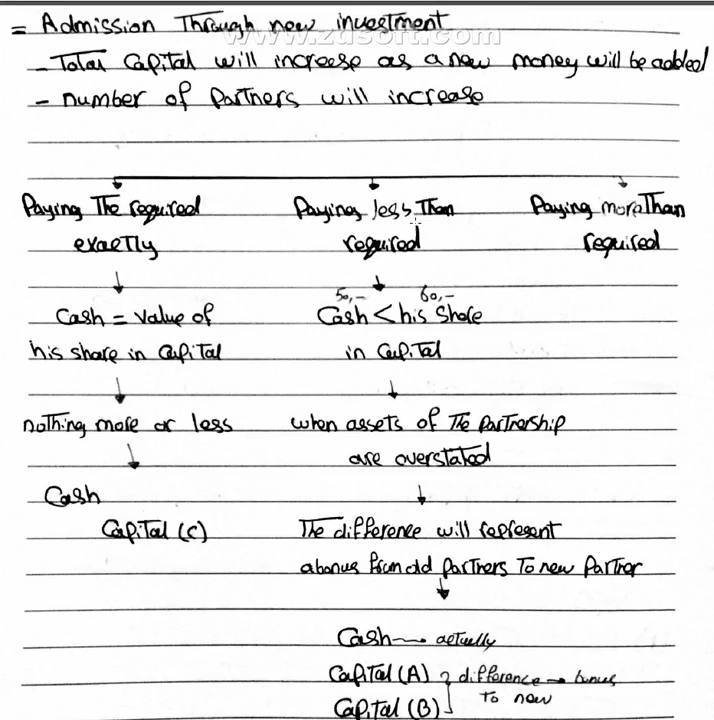 = Admission Through new investment
www.zdsoft.com
- Total Capital will increase as a new money will be added
- number of Partners will increase
Paying The required exactly
Paying less Than required
Paying more Than required
Cash = value of his share in Capital
50,- 60,-
Cash < his Share in Capital
nothing more or less
when assets of The Partnership are overstated
Cash
Capital (C)
The difference will represent a bonus from old Partners To new Partner
Cash → actually
Capital (A) } difference → bonus
Capital (B) } To new